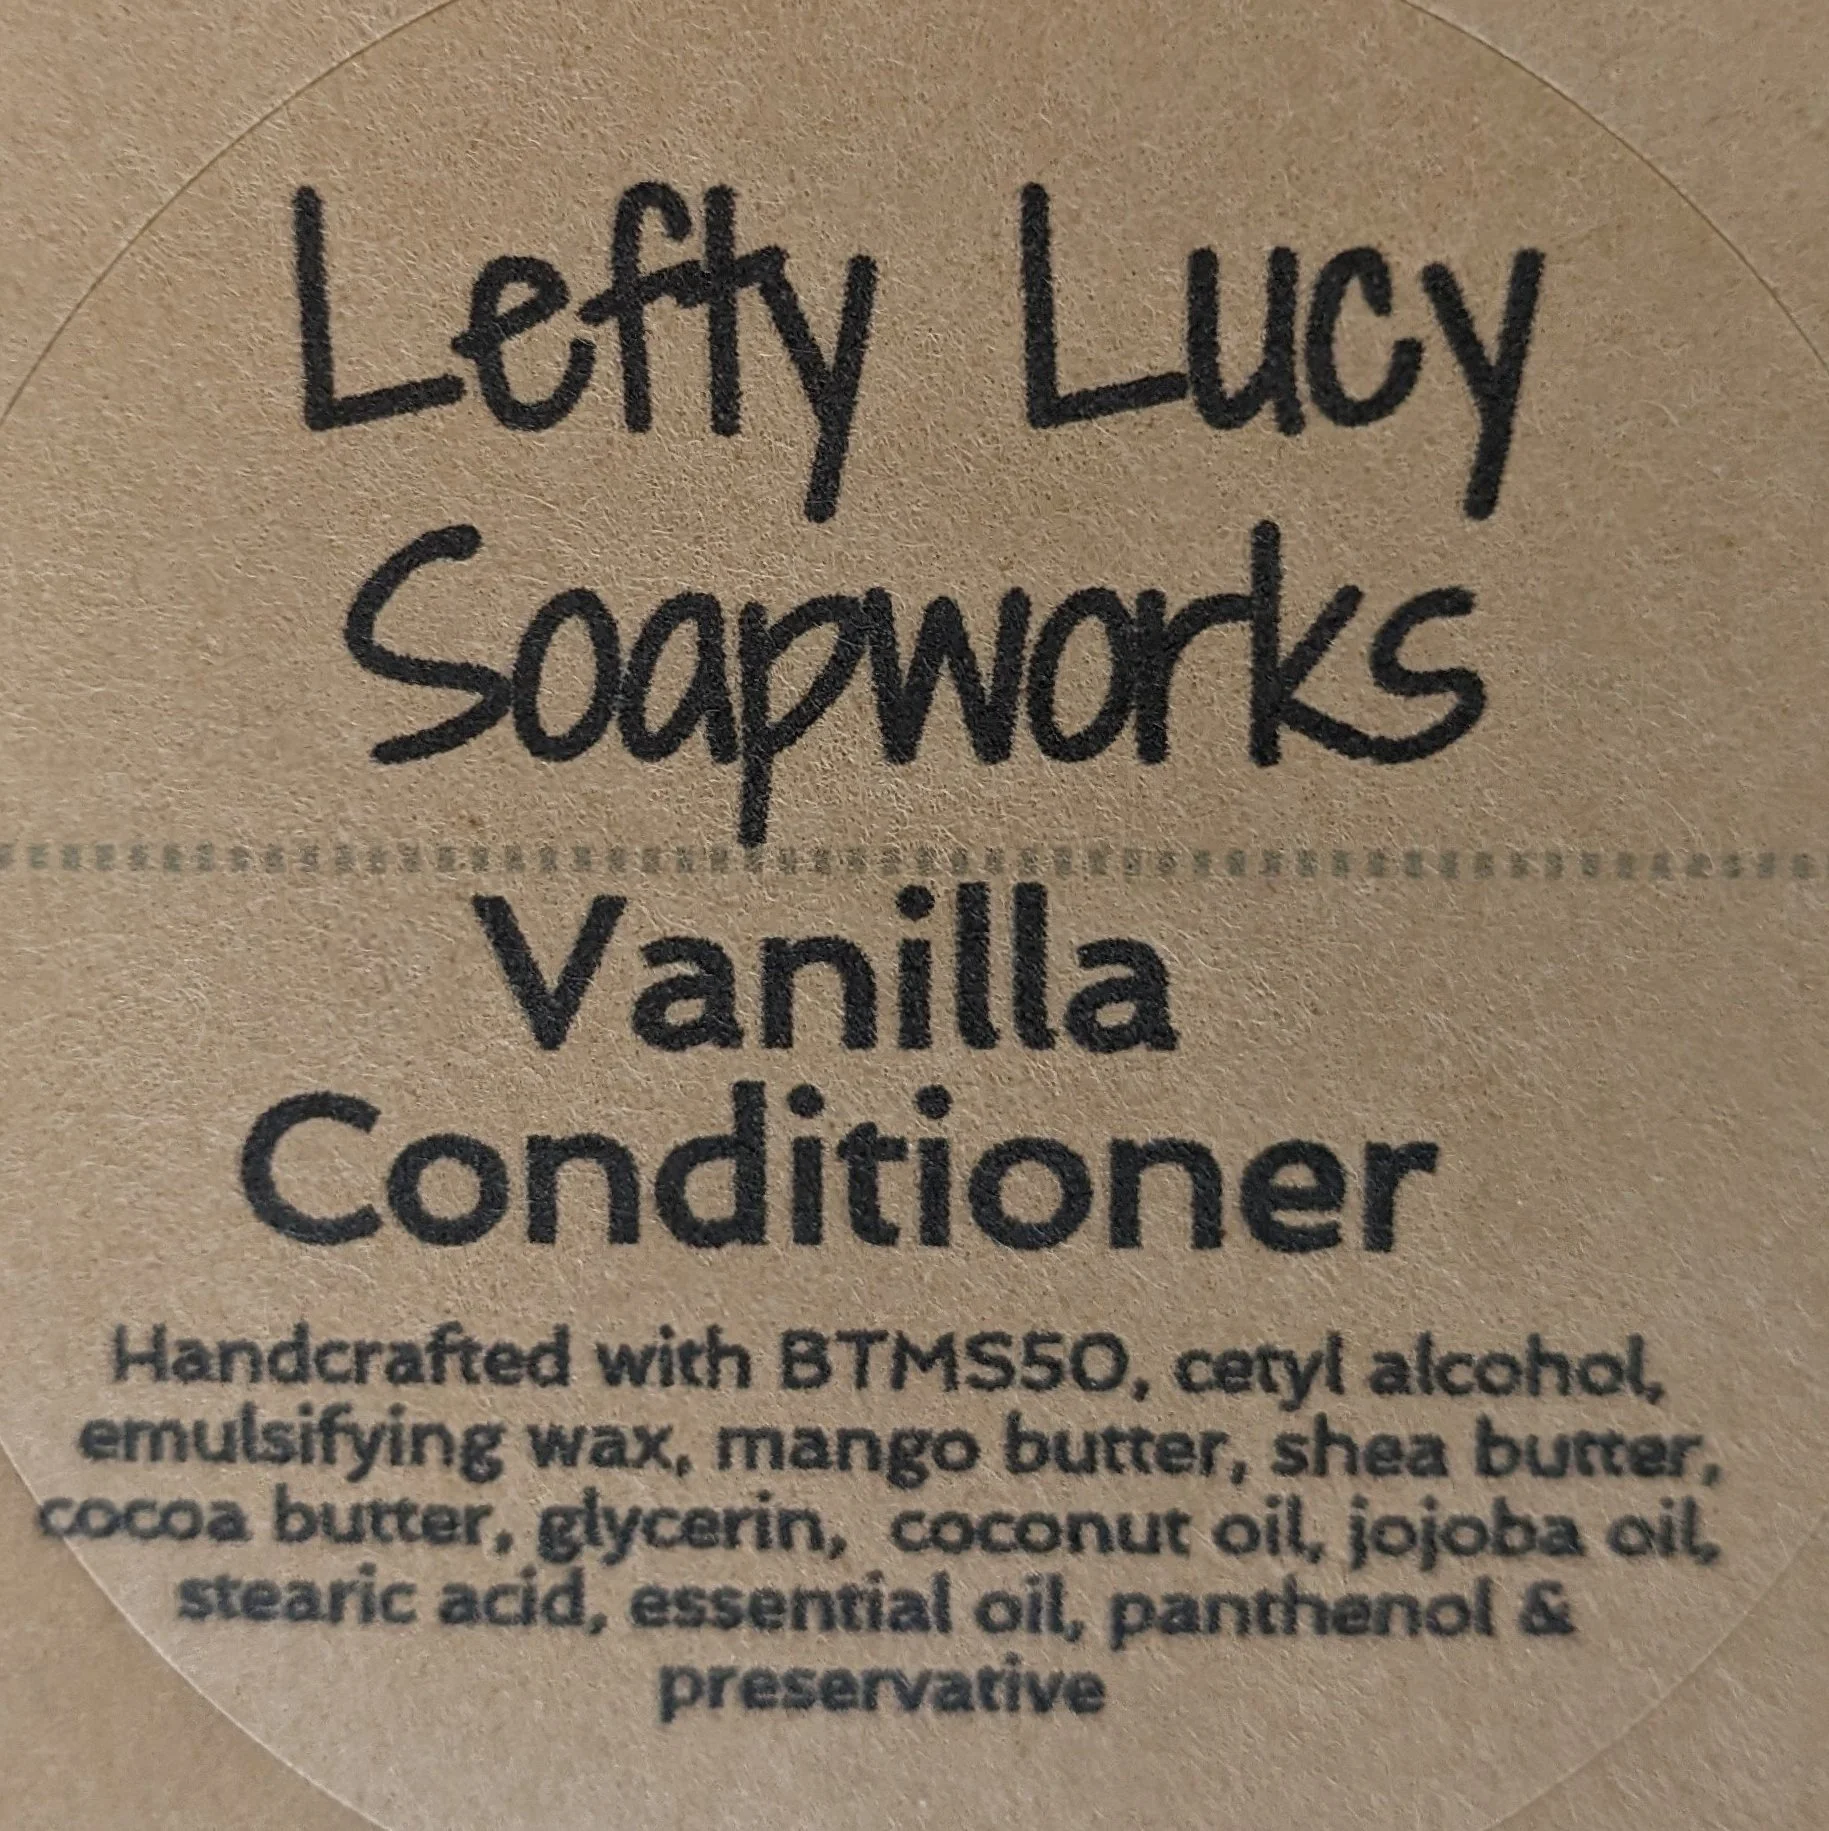 Lefty Lucy
Soapworks
Vanilla
Conditioner
Handcrafted with BTMS50, cetyl alcohol,
emulsifying wax, mango butter, shea butter,
cocoa butter, glycerin, coconut oil, jojoba oil,
stearic acid, essential oil, panthenol &
preservative